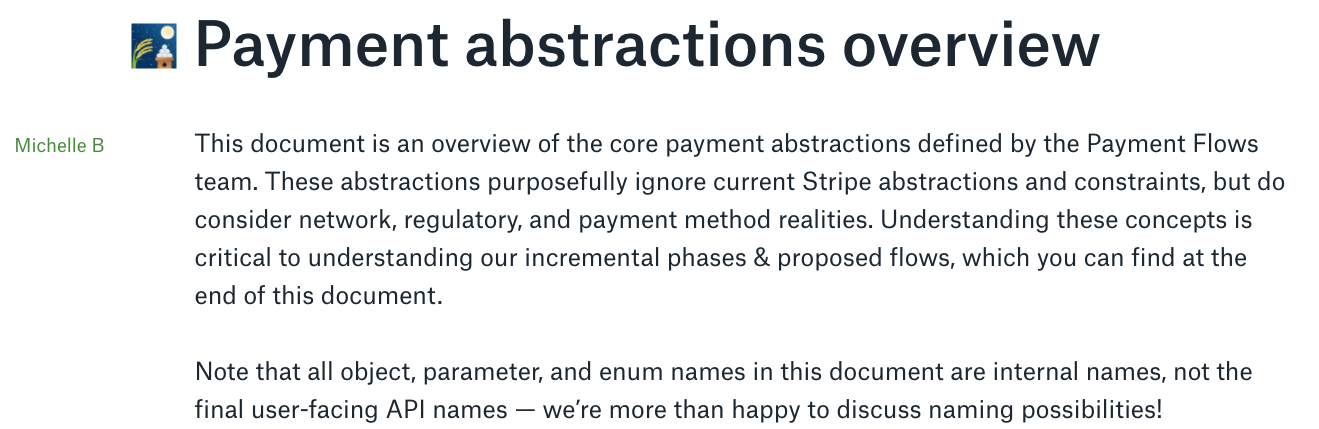 Payment abstractions overview
Michelle B
This document is an overview of the core payment abstractions defined by the Payment Flows
team. These abstractions purposefully ignore current Stripe abstractions and constraints, but do
consider network, regulatory, and payment method realities. Understanding these concepts is
critical to understanding our incremental phases & proposed flows, which you can find at the
end of this document.
Note that all object, parameter, and enum names in this document are internal names, not the
final user-facing API names — we’re more than happy to discuss naming possibilities!